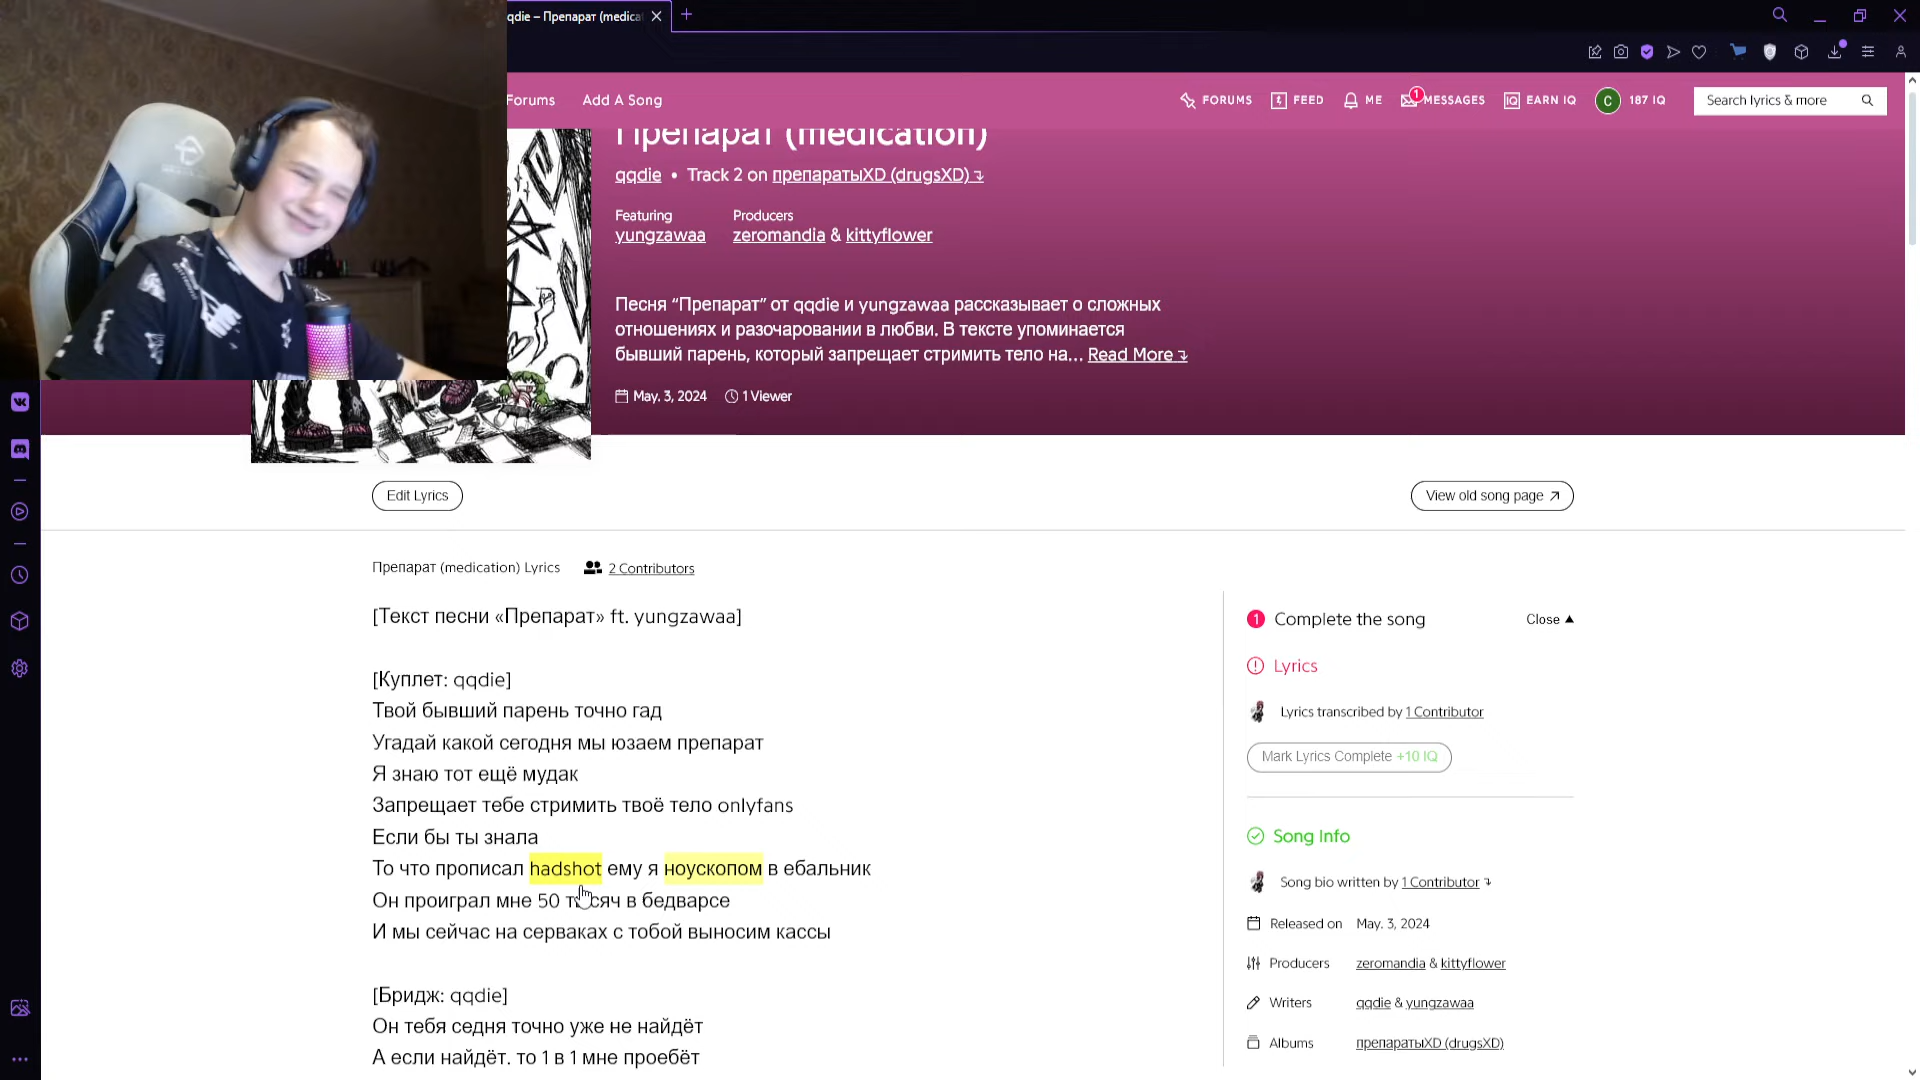 qdie – Препарат (medica
Forums Add A Song FORUMS FEED ME 1 MESSAGES IQ EARN IQ C 187 IQ Search lyrics & more
Препарат (medication)
qqdie • Track 2 on препаратыXD (drugsXD)
Featuring Producers
yungzawaa zeromandia & kittyflower
Песня “Препарат” от qqdie и yungzawaa рассказывает о сложных
отношениях и разочаровании в любви. В тексте упоминается
бывший парень, который запрещает стримить тело на... Read More
May. 3, 2024 1 Viewer
Edit Lyrics View old song page
Препарат (medication) Lyrics 2 Contributors
[Текст песни «Препарат» ft. yungzawaa]
[Куплет: qqdie]
Твой бывший парень точно гад
Угадай какой сегодня мы юзаем препарат
Я знаю тот ещё мудак
Запрещает тебе стримить твоё тело onlyfans
Если бы ты знала
То что прописал hadshot ему я ноускопом в ебальник
Он проиграл мне 50 тысяч в бедварсе
И мы сейчас на серваках с тобой выносим кассы
[Бридж: qqdie]
Он тебя седня точно уже не найдёт
А если найдёт. то 1 в 1 мне проебёт
1 Complete the song Close
Lyrics
Lyrics transcribed by 1 Contributor
Mark Lyrics Complete +10 IQ
Song Info
Song bio written by 1 Contributor
Released on May. 3, 2024
Producers zeromandia & kittyflower
Writers qqdie & yungzawaa
Albums препаратыXD (drugsXD)